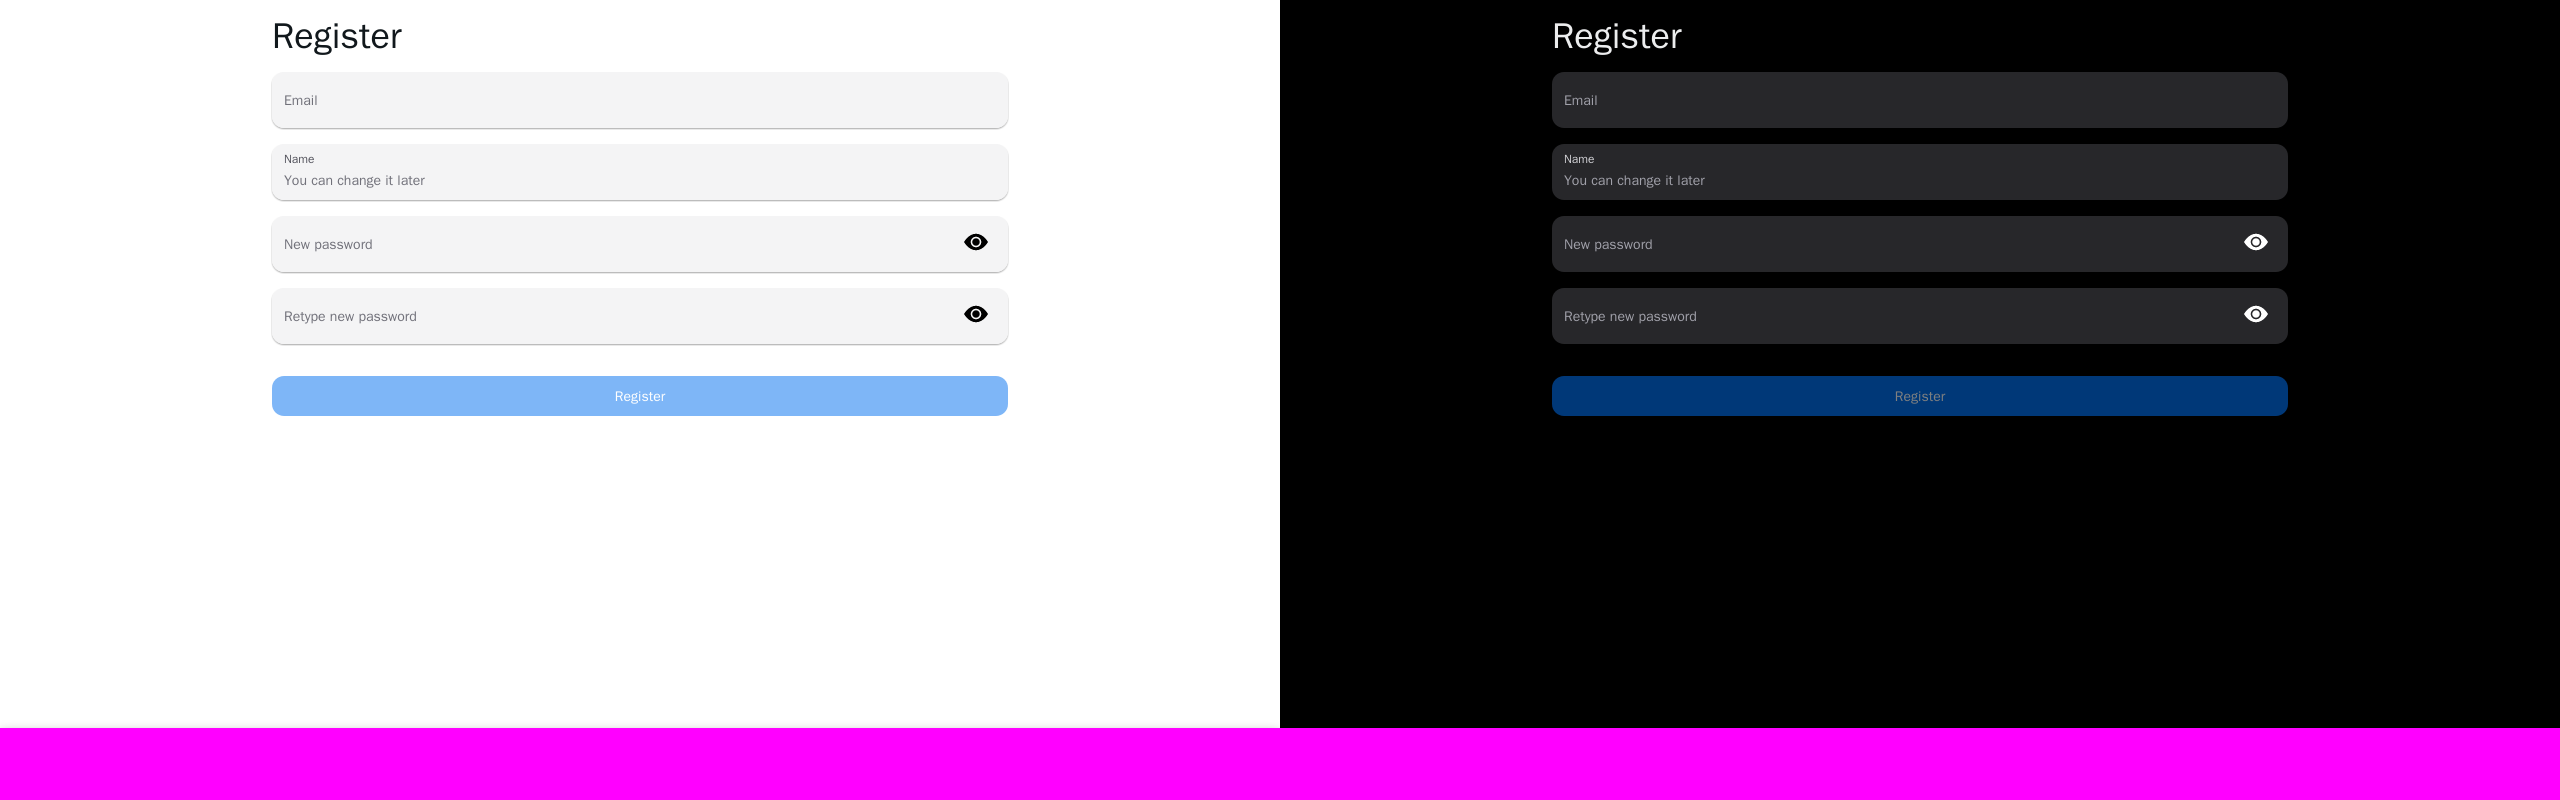 Register
Email
Name
You can change it later
New password
Retype new password
Register
Register
Email
Name
You can change it later
New password
Retype new password
Register